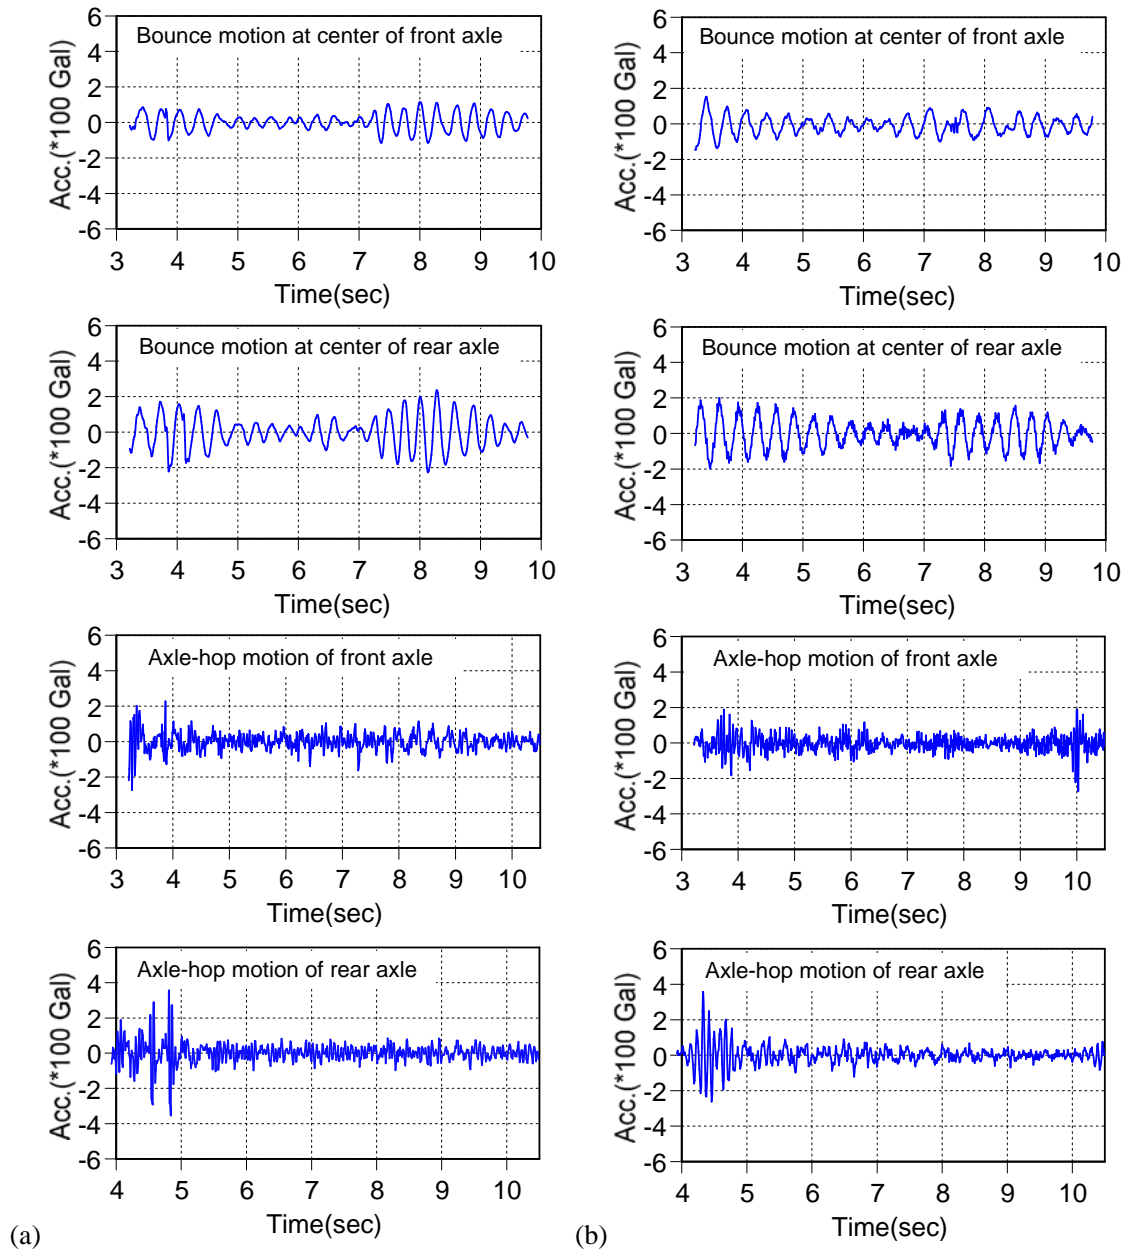 Bounce motion at center of front axle
Acc.(*100 Gal)
6
4
2
0
-2
-4
-6
3 4 5 6 7 8 9 10
Time(sec)
Bounce motion at center of rear axle
Acc.(*100 Gal)
6
4
2
0
-2
-4
-6
3 4 5 6 7 8 9 10
Time(sec)
Axle-hop motion of front axle
Acc.(*100 Gal)
6
4
2
0
-2
-4
-6
3 4 5 6 7 8 9 10
Time(sec)
Axle-hop motion of rear axle
Acc.(*100 Gal)
6
4
2
0
-2
-4
-6
4 5 6 7 8 9 10
Time(sec)
(a)
Bounce motion at center of front axle
Acc.(*100 Gal)
6
4
2
0
-2
-4
-6
3 4 5 6 7 8 9 10
Time(sec)
Bounce motion at center of rear axle
Acc.(*100 Gal)
6
4
2
0
-2
-4
-6
3 4 5 6 7 8 9 10
Time(sec)
Axle-hop motion of front axle
Acc.(*100 Gal)
6
4
2
0
-2
-4
-6
3 4 5 6 7 8 9 10
Time(sec)
Axle-hop motion of rear axle
Acc.(*100 Gal)
6
4
2
0
-2
-4
-6
4 5 6 7 8 9 10
Time(sec)
(b)